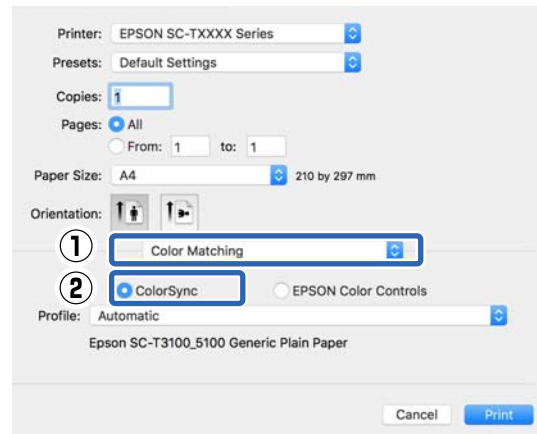 Printer: EPSON SC-TXXXX Series
Presets: Default Settings
Copies: 1
Pages: All
From: 1 to: 1
Paper Size: A4 210 by 297 mm
Orientation:
① Color Matching
② ColorSync EPSON Color Controls
Profile: Automatic
Epson SC-T3100_5100 Generic Plain Paper
Cancel Print